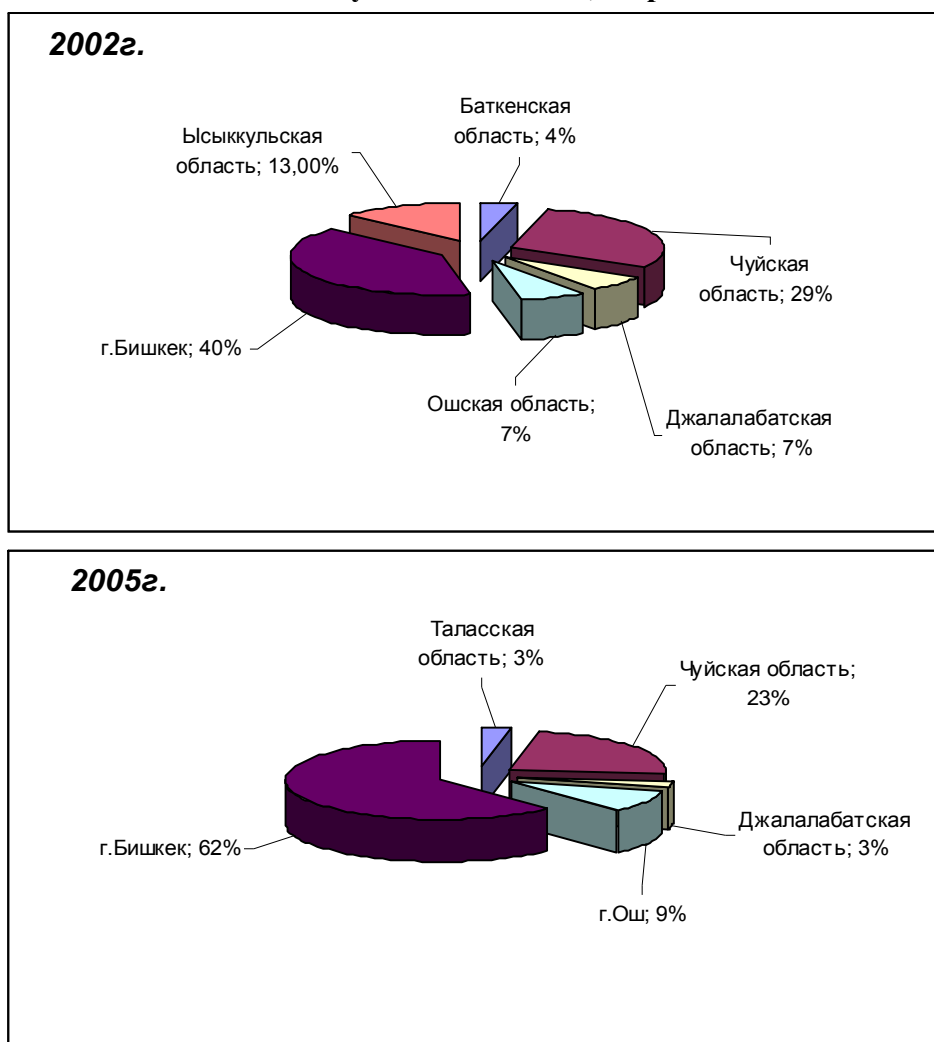 2002г.
Баткенская
область; 4%
Ысыккульская
область; 13,00%
Чуйская
область; 29%
г.Бишкек; 40%
Ошская область;
7%
Джалалабатская
область; 7%
2005г.
Таласская
область; 3%
Чуйская область;
23%
г.Бишкек; 62%
Джалалабатская
область; 3%
г.Ош; 9%